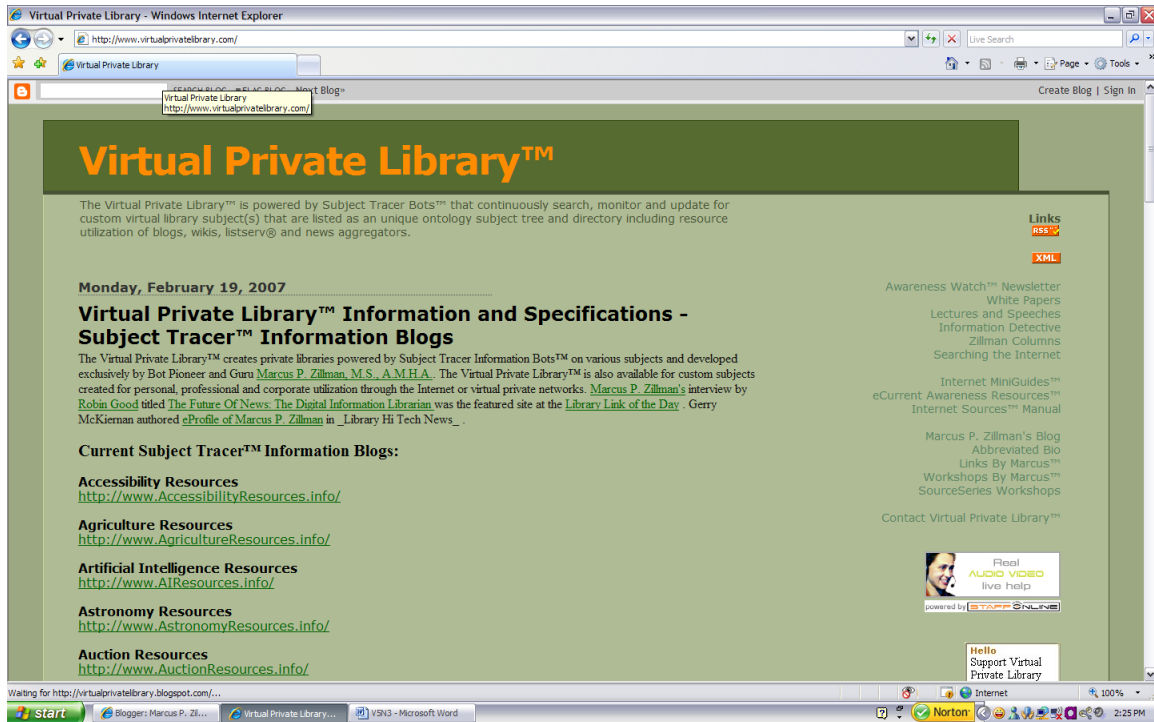 Virtual Private Library - Windows Internet Explorer
http://www.virtualprivatelibrary.com/
Live Search
Virtual Private Library
Page
Tools
SEARCH BLOG FLAG BLOG Next Blog»
Create Blog | Sign In
Virtual Private Library
http://www.virtualprivatelibrary.com/
Virtual Private Library™
The Virtual Private Library™ is powered by Subject Tracer Bots™ that continuously search, monitor and update for
custom virtual library subject(s) that are listed as an unique ontology subject tree and directory including resource
utilization of blogs, wikis, listserv® and news aggregators.
Monday, February 19, 2007
Virtual Private Library™ Information and Specifications -
Subject Tracer™ Information Blogs
The Virtual Private Library™ creates private libraries powered by Subject Tracer Information Bots™ on various subjects and developed
exclusively by Bot Pioneer and Guru Marcus P. Zillman, M.S., A.M.H.A.. The Virtual Private Library™ is also available for custom subjects
created for personal, professional and corporate utilization through the Internet or virtual private networks. Marcus P. Zillman's interview by
Robin Good titled The Future Of News: The Digital Information Librarian was the featured site at the Library Link of the Day . Gerry
McKiernan authored eProfile of Marcus P. Zillman in _Library Hi Tech News_ .
Current Subject Tracer™ Information Blogs:
Accessibility Resources
http://www.AccessibilityResources.info/
Agriculture Resources
http://www.AgricultureResources.info/
Artificial Intelligence Resources
http://www.AIResources.info/
Astronomy Resources
http://www.AstronomyResources.info/
Auction Resources
http://www.AuctionResources.info/
Links
RSS
XML
Awareness Watch™ Newsletter
White Papers
Lectures and Speeches
Information Detective
Zillman Columns
Searching the Internet
Internet MiniGuides™
eCurrent Awareness Resources™
Internet Sources™ Manual
Marcus P. Zillman's Blog
Abbreviated Bio
Links By Marcus™
Workshops By Marcus™
SourceSeries Workshops
Contact Virtual Private Library™
Real
AUDIO VIDEO
live help
powered by STAFF ONLINE
Hello
Support Virtual
Private Library
Waiting for http://virtualprivatelibrary.blogspot.com/...
Internet
100%
start
Blogger: Marcus P. Zil...
Virtual Private Library...
V5N3 - Microsoft Word
Norton
2:25 PM